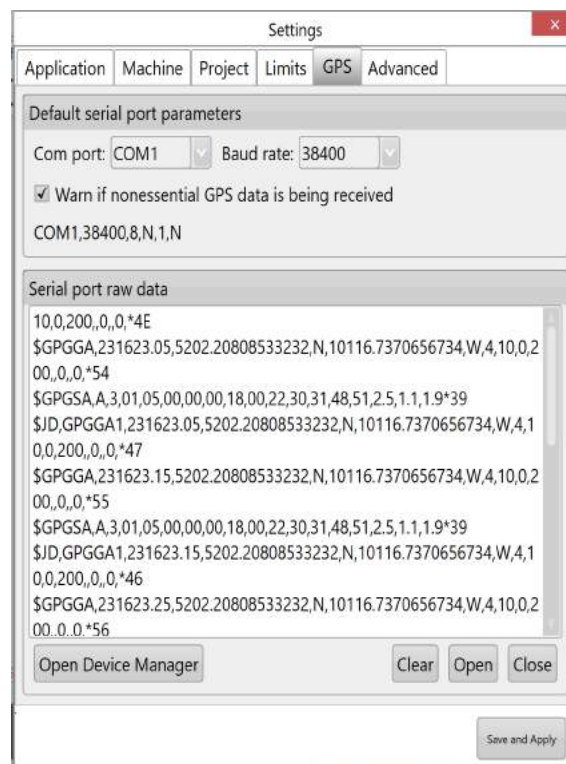 Settings
x
Application Machine Project Limits GPS Advanced
Default serial port parameters
Com port: COM1 Baud rate: 38400
Warn if nonessential GPS data is being received
COM1,38400,8,N,1,N
Serial port raw data
10,0,200,,0,,0,*4E
$GPGGA,231623.05,5202.20808533232,N,10116.7370656734,W,4,10,0,2
00,,0,,0,*54
$GPGSA,A,3,01,05,00,00,00,18,00,22,30,31,48,51,2.5,1.1,1.9*39
$JD,GPGGA1,231623.05,5202.20808533232,N,10116.7370656734,W,4,1
0,0,200,,0,,0,*47
$GPGGA,231623.15,5202.20808533232,N,10116.7370656734,W,4,10,0,2
00,,0,,0,*55
$GPGSA,A,3,01,05,00,00,00,18,00,22,30,31,48,51,2.5,1.1,1.9*39
$JD,GPGGA1,231623.15,5202.20808533232,N,10116.7370656734,W,4,1
0,0,200,,0,,0,*46
$GPGGA,231623.25,5202.20808533232,N,10116.7370656734,W,4,10,0,2
00,,0,,0,*56
Open Device Manager Clear Open Close
Save and Apply